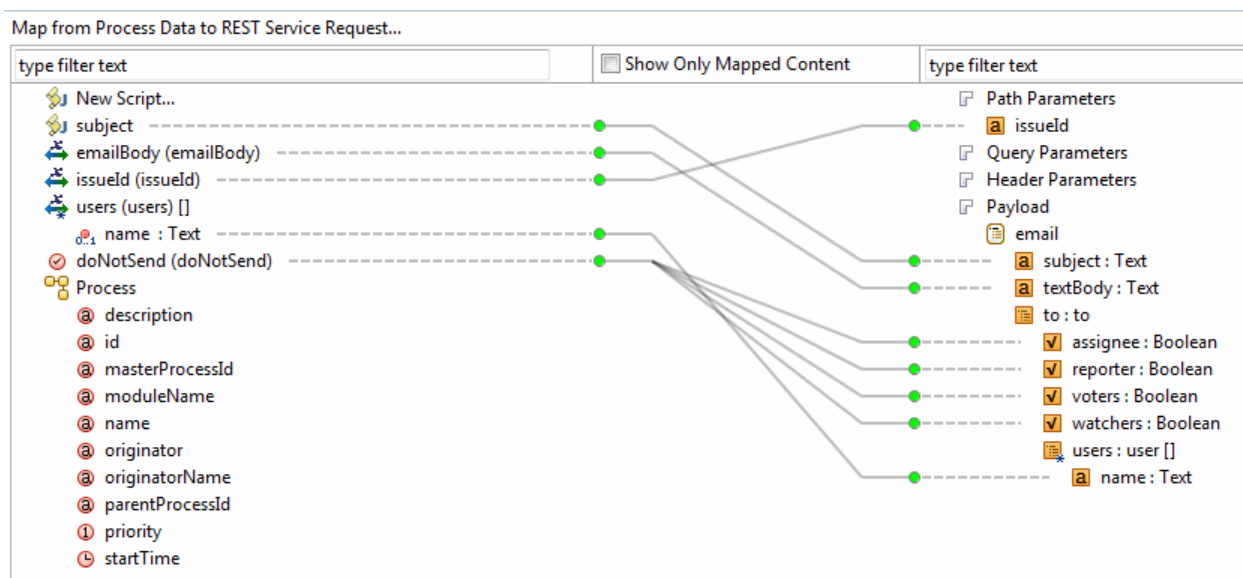 Map from Process Data to REST Service Request...
type filter text
Show Only Mapped Content
type filter text
New Script...
subject
emailBody (emailBody)
issueId (issueId)
users (users) []
0..1 name : Text
doNotSend (doNotSend)
Process
description
id
masterProcessId
moduleName
name
originator
originatorName
parentProcessId
priority
startTime
Path Parameters
issueId
Query Parameters
Header Parameters
Payload
email
subject : Text
textBody : Text
to : to
assignee : Boolean
reporter : Boolean
voters : Boolean
watchers : Boolean
users : user []
name : Text